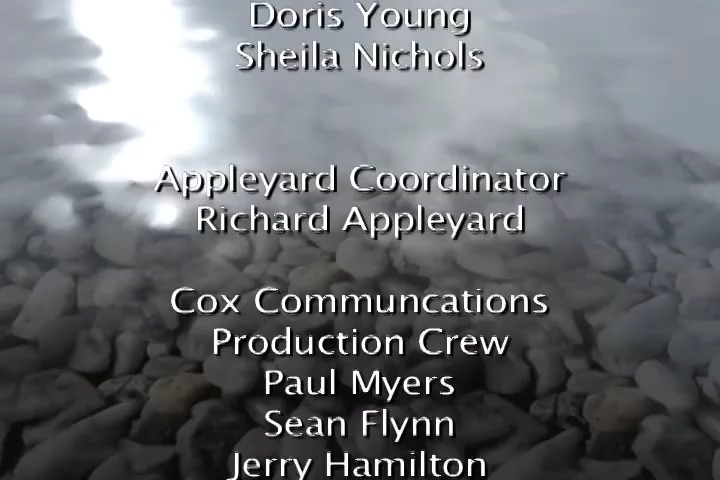 Doris Young
Sheila Nichols
Appleyard Coordinator
Richard Appleyard
Cox Communcations
Production Crew
Paul Myers
Sean Flynn
Jerry Hamilton